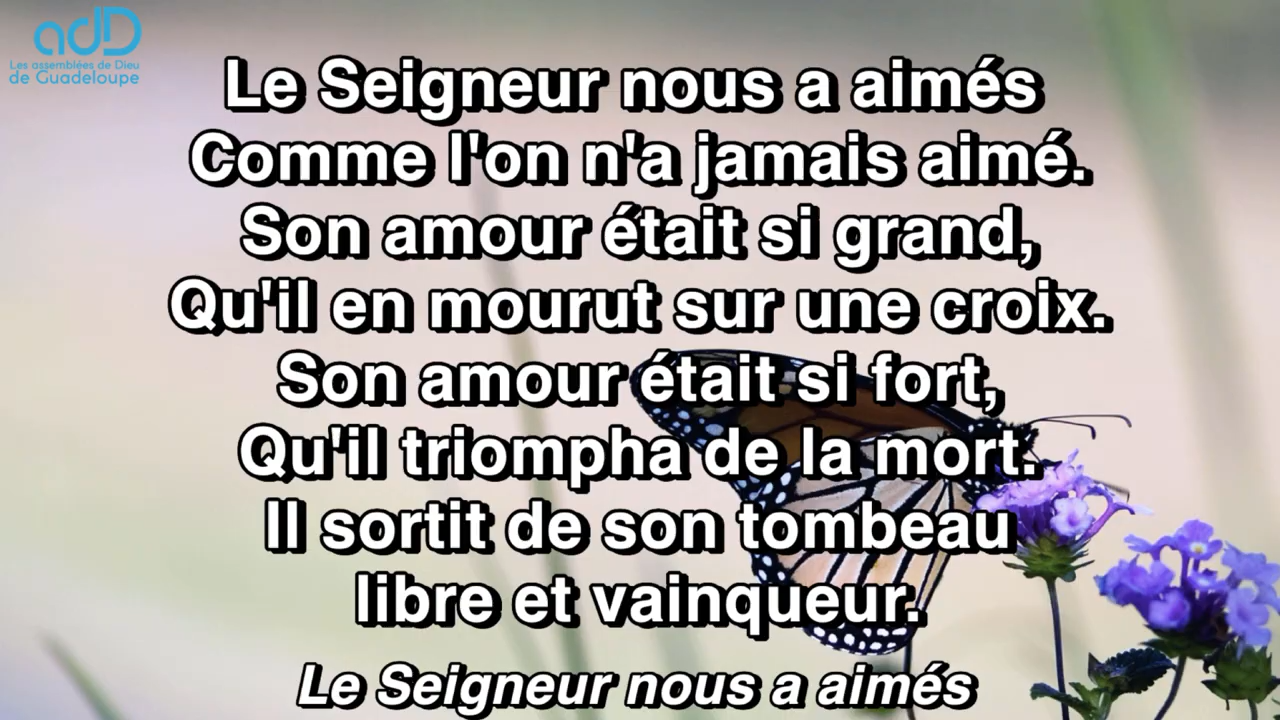 adD
Les assemblées de Dieu
de Guadeloupe
Le Seigneur nous a aimés
Comme l'on n'a jamais aimé.
Son amour était si grand,
Qu'il en mourut sur une croix.
Son amour était si fort,
Qu'il triompha de la mort.
Il sortit de son tombeau
libre et vainqueur.
Le Seigneur nous a aimés